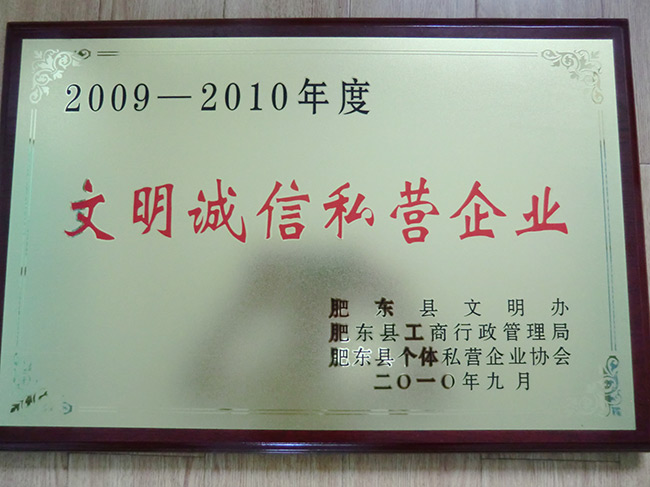 2009—2010年度
文明诚信私营企业
肥东县文明办
肥东县工商行政管理局
肥东县个体私营企业协会
二〇一〇年九月